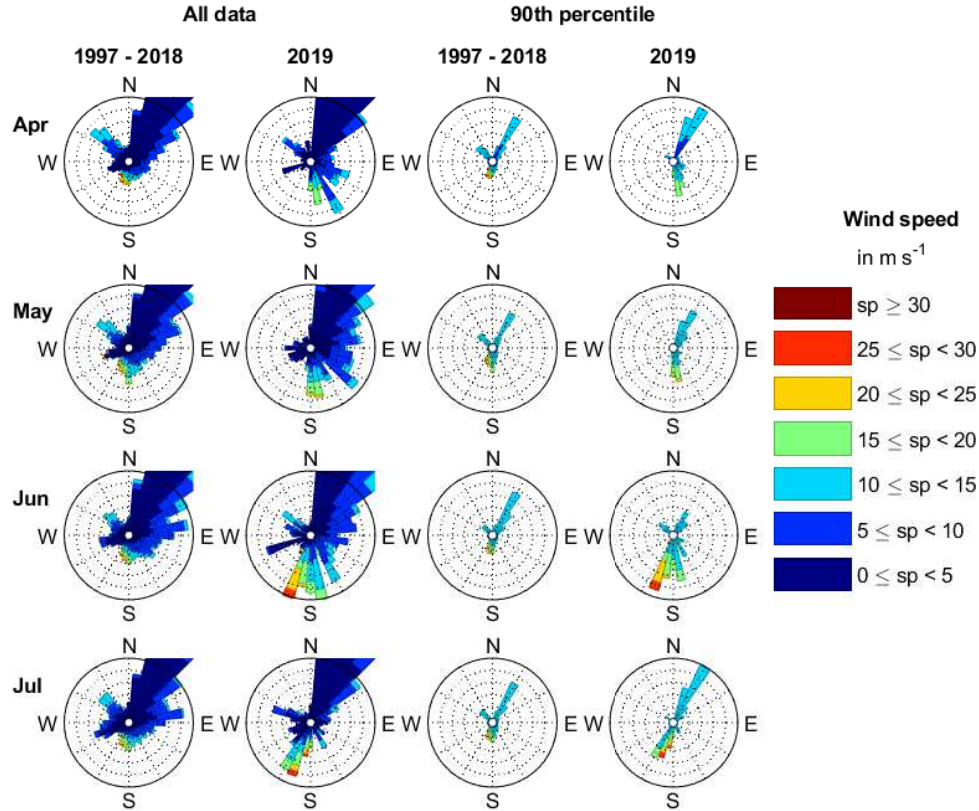 All data 90th percentile
1997 - 2018 2019 1997 - 2018 2019
N N N N
Apr
W E W E W E W E
S S S S
N N N N
May
W E W E W E W E
S S S S
N N N N
Jun
W E W E W E W E
S S S S
N N N N
Jul
W E W E W E W E
S S S S
Wind speed
in m s⁻¹
sp ≥ 30
25 ≤ sp < 30
20 ≤ sp < 25
15 ≤ sp < 20
10 ≤ sp < 15
5 ≤ sp < 10
0 ≤ sp < 5